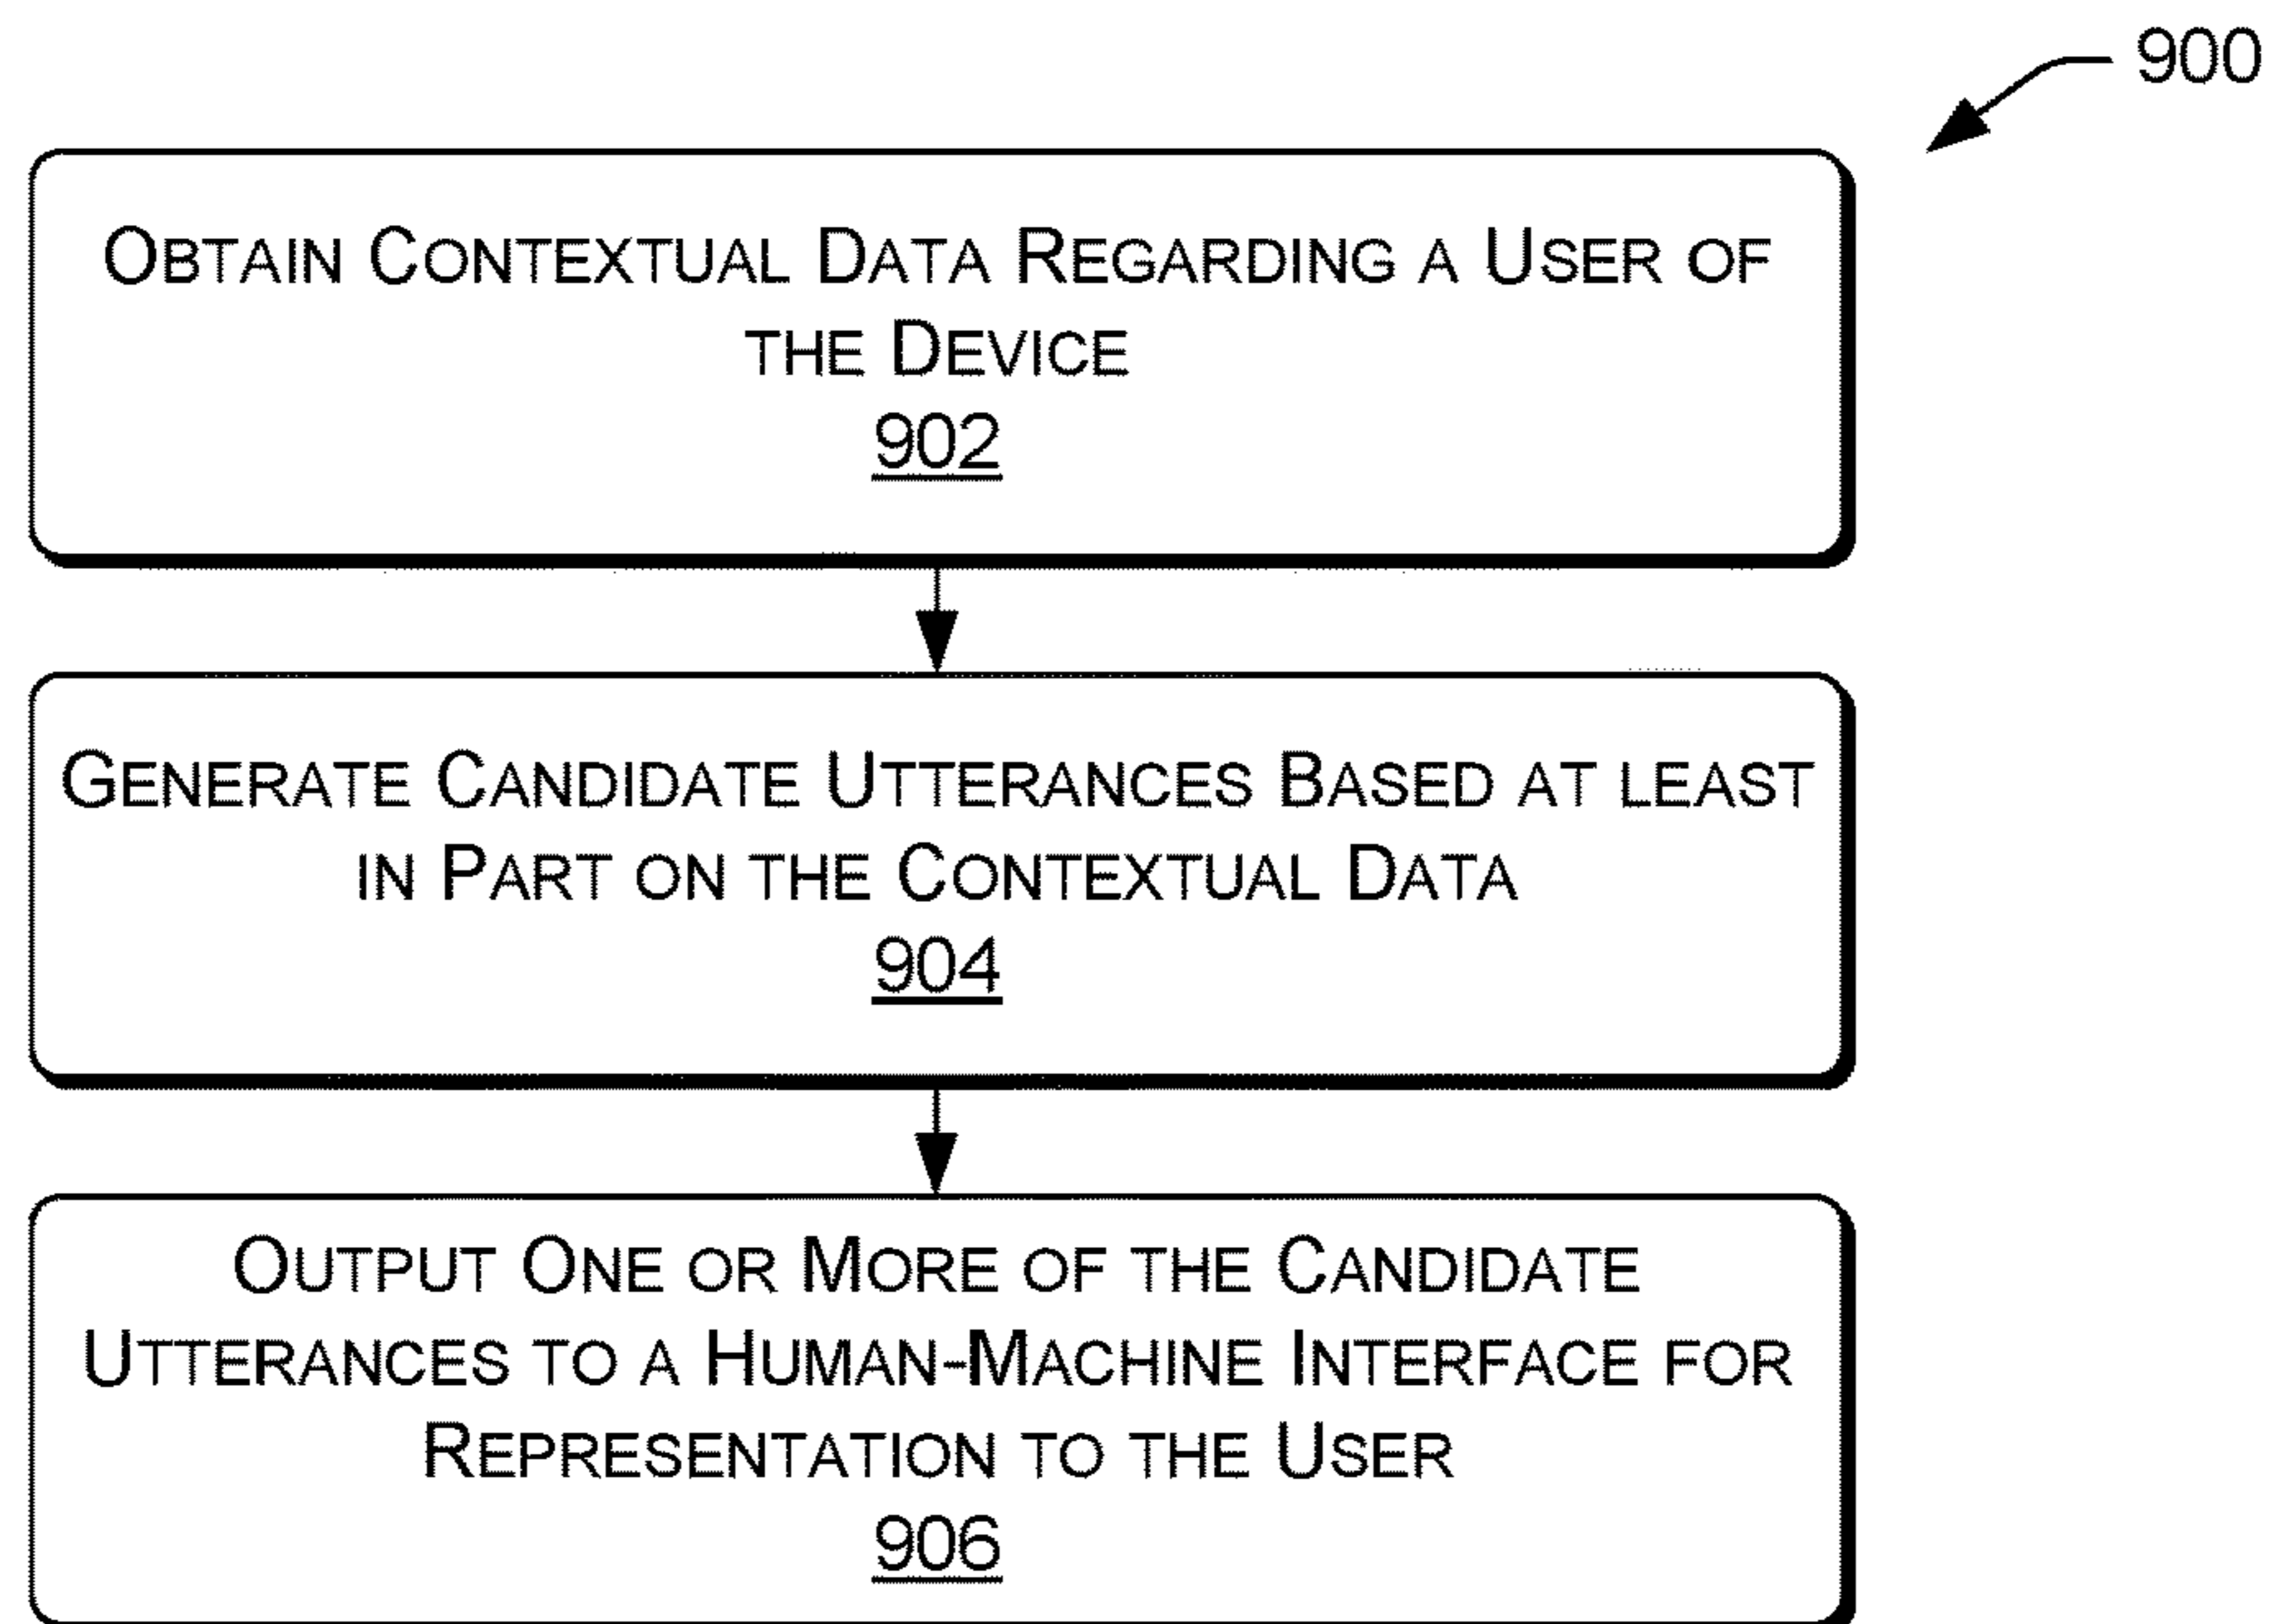 900
Obtain Contextual Data Regarding a User of
the Device
902
Generate Candidate Utterances Based at least
in Part on the Contextual Data
904
Output One or More of the Candidate
Utterances to a Human-Machine Interface for
Representation to the User
906